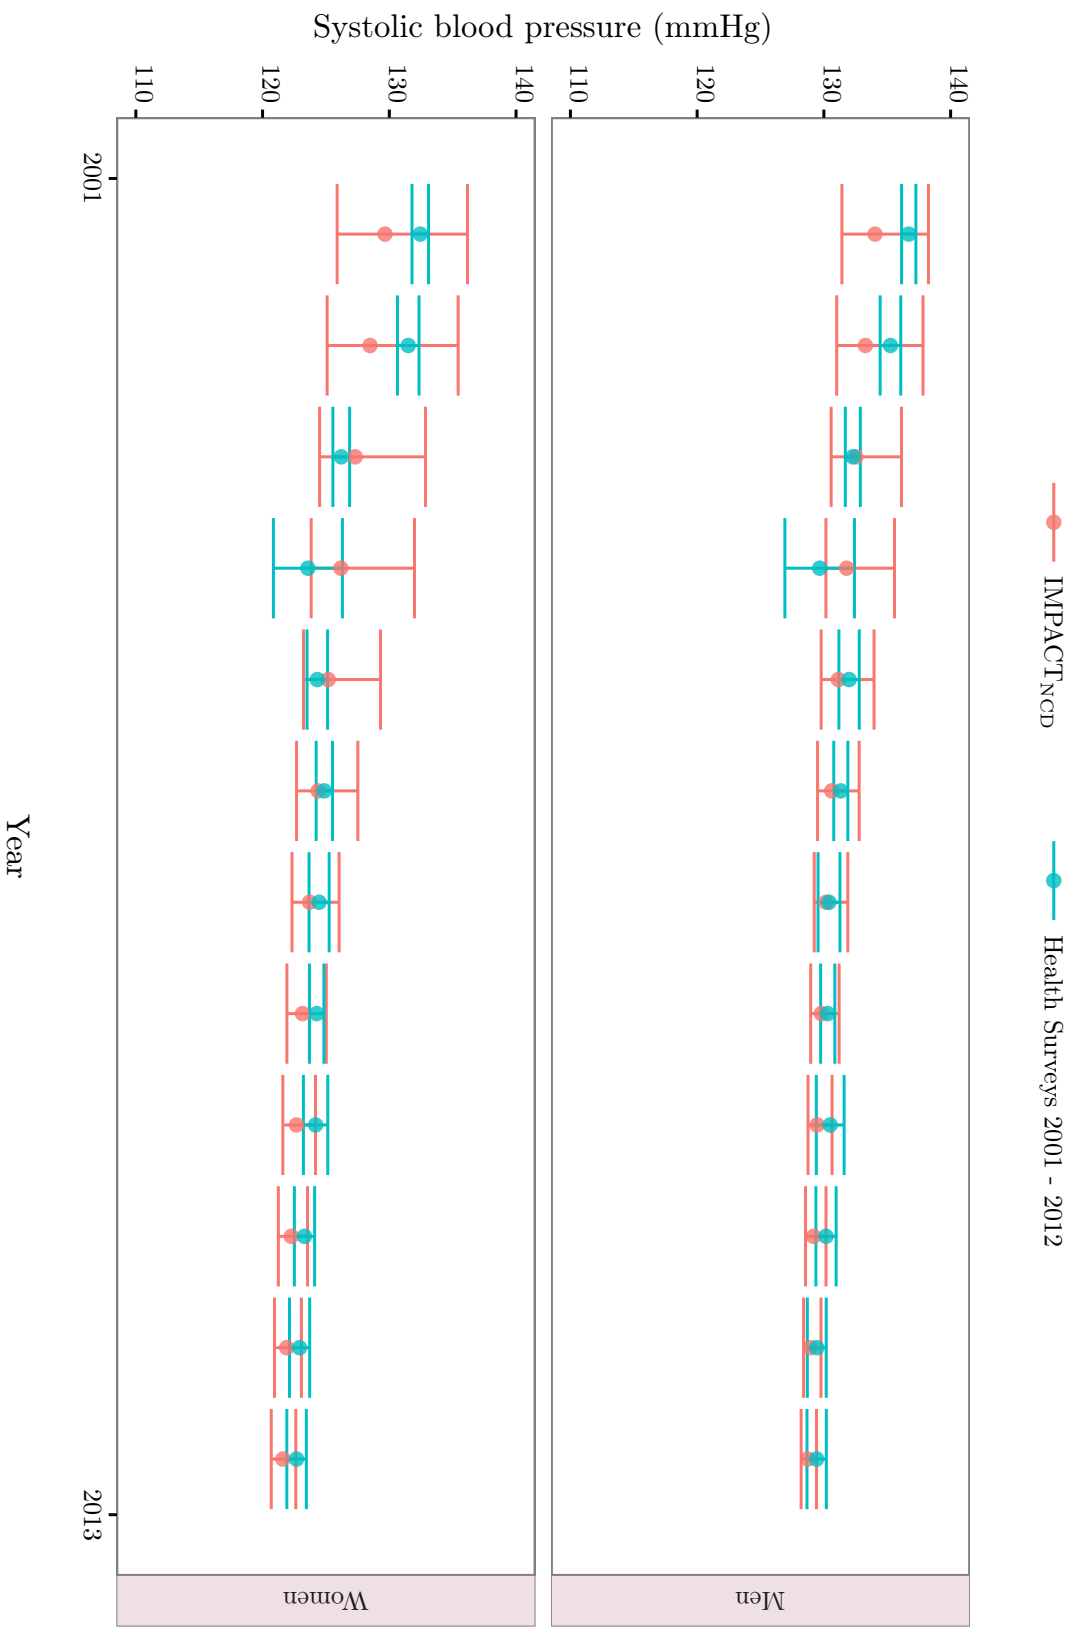 Systolic blood pressure (mmHg)
110
120
130
140
110
120
130
140
2001
2013
Year
Women
Men
IMPACTNCD
Health Surveys 2001 - 2012